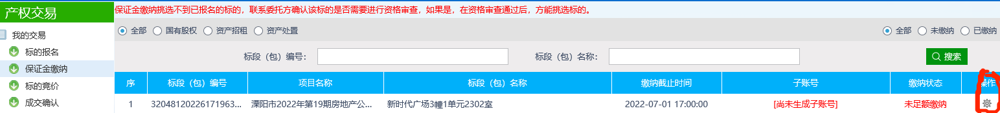 产权交易
保证金缴纳挑选不到已报名的标的，联系委托方确认该标的是否需要进行资格审查，如果是，在资格审查通过后，方能挑选标的。
我的交易
标的报名
保证金缴纳
标的竞价
成交确认
全部 国有股权 资产招租 资产处置 全部 未缴纳 已缴纳
标段（包）编号： 标段（包）名称： 搜索
序 标段（包）编号 项目名称 标段（包）名称 缴纳截止时间 子账号 缴纳状态 操作
1 32048120226171963... 溧阳市2022年第19期房地产公... 新时代广场3幢1单元2302室 2022-07-01 17:00:00 [尚未生成子账号] 未足额缴纳